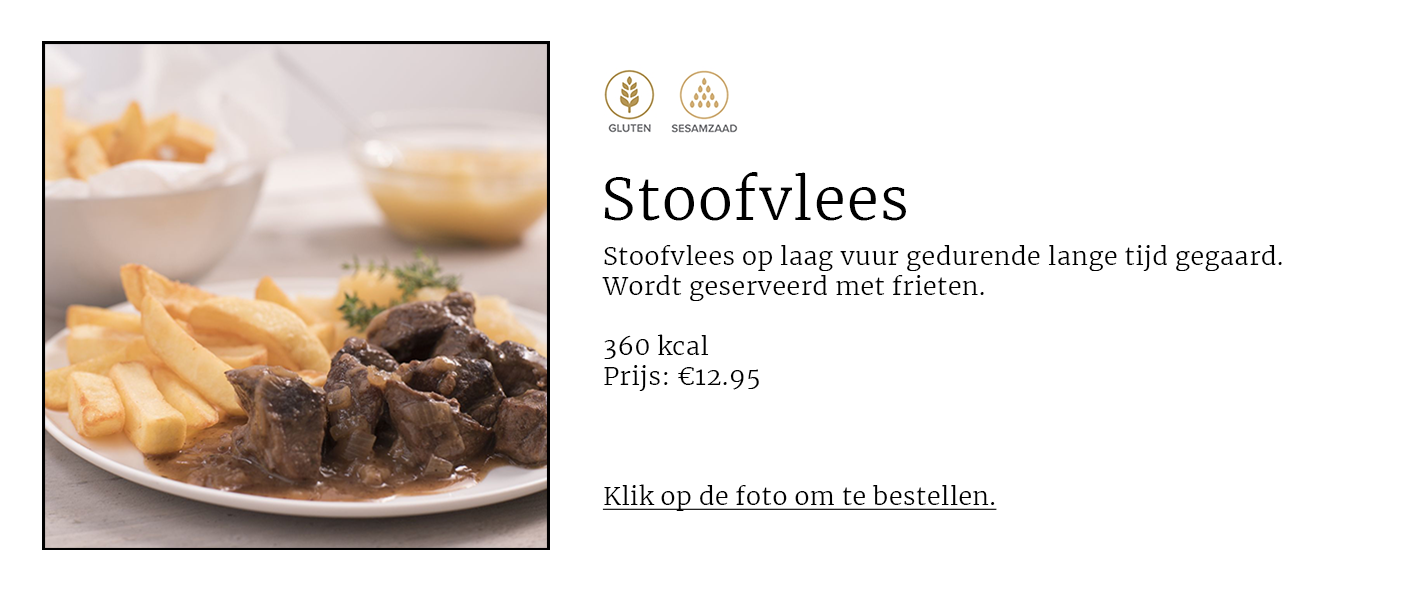 GLUTEN SESAMZAAD
Stoofvlees
Stoofvlees op laag vuur gedurende lange tijd gegaard.
Wordt geserveerd met frieten.
360 kcal
Prijs: €12.95
Klik op de foto om te bestellen.